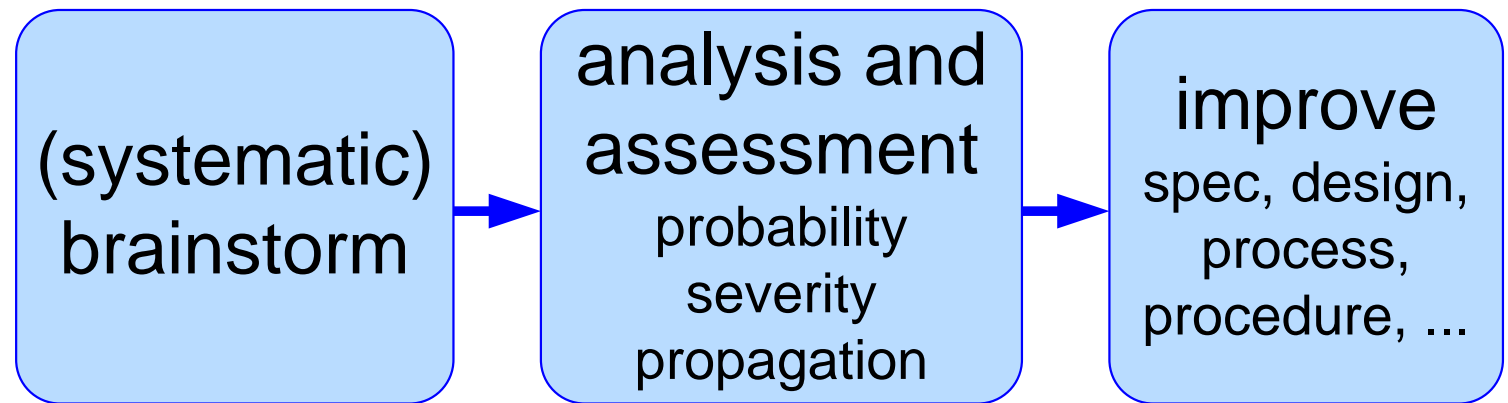 (systematic)
brainstorm
analysis and
assessment
probability
severity
propagation
improve
spec, design,
process,
procedure, ...